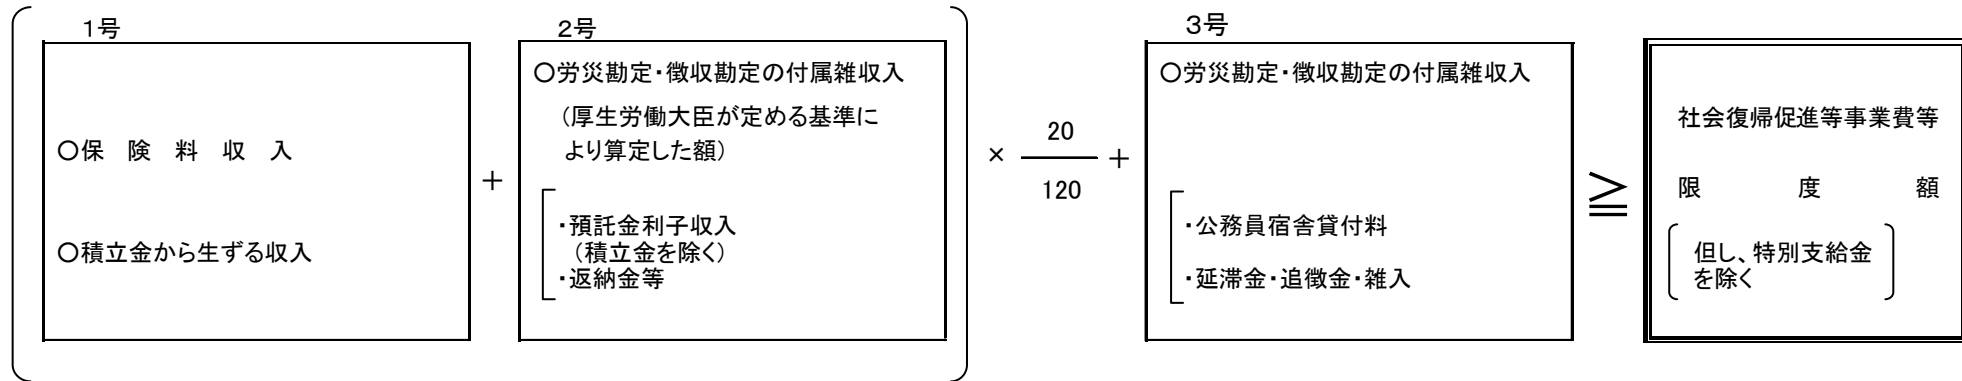 1号
○保　険　料　収　入
○積立金から生ずる収入
＋
2号
○労災勘定・徴収勘定の付属雑収入
(厚生労働大臣が定める基準に
より算定した額)
・預託金利子収入
(積立金を除く)
・返納金等
×
20
120
＋
3号
○労災勘定・徴収勘定の付属雑収入
・公務員宿舎貸付料
・延滞金・追徴金・雑入
≧
社会復帰促進等事業費等
限　度　額
但し、特別支給金
を除く